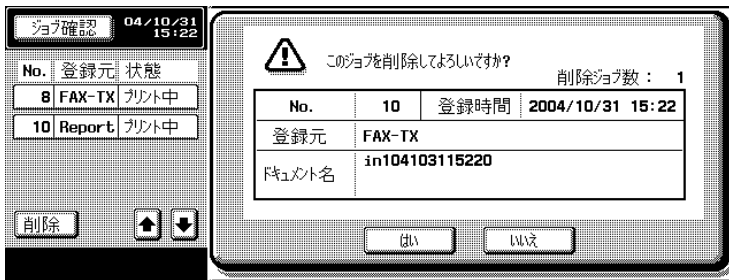 ジョブ確認 04/10/31
15:22
No. 登録元 状態
8 FAX-TX プリント中
10 Report プリント中
削除
このジョブを削除してよろしいですか?
削除ジョブ数: 1
No. 10 登録時間 2004/10/31 15:22
登録元 FAX-TX
ドキュメント名 in104103115220
はい いいえ